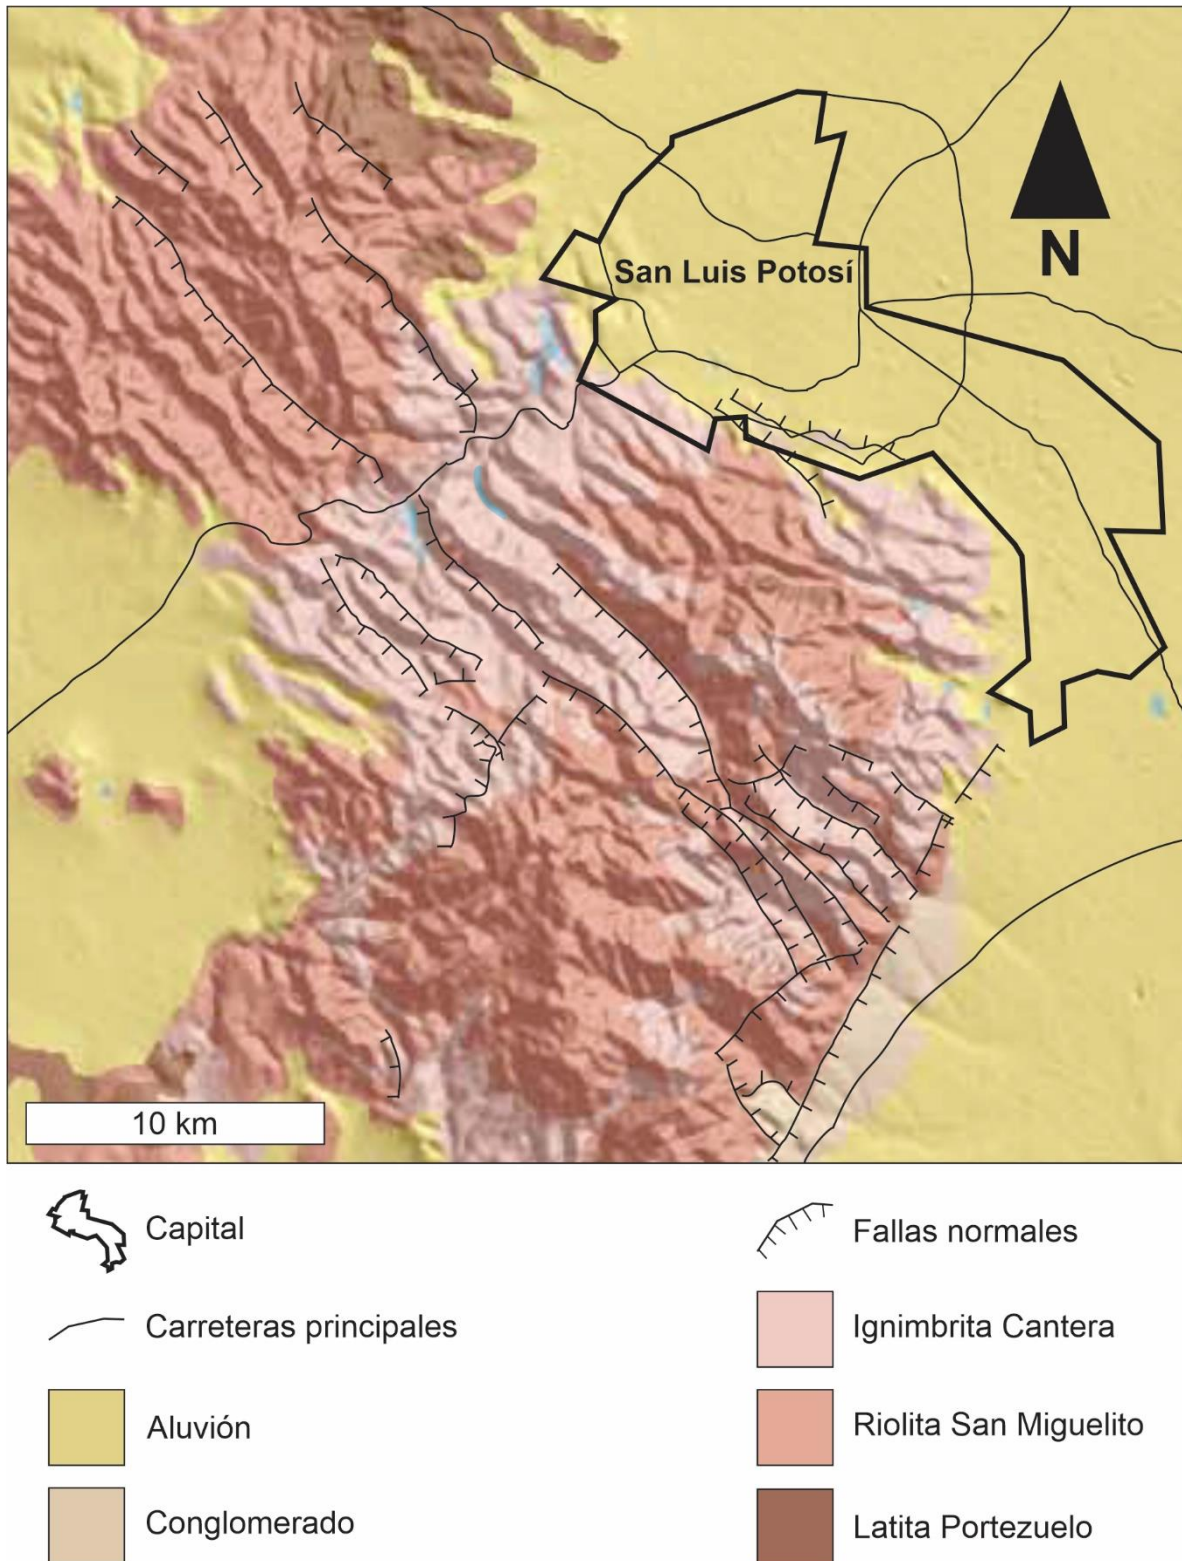 San Luis Potosí
N
10 km
Capital
Carreteras principales
Aluvión
Conglomerado
Fallas normales
Ignimbrita Cantera
Riolita San Miguelito
Latita Portezuelo